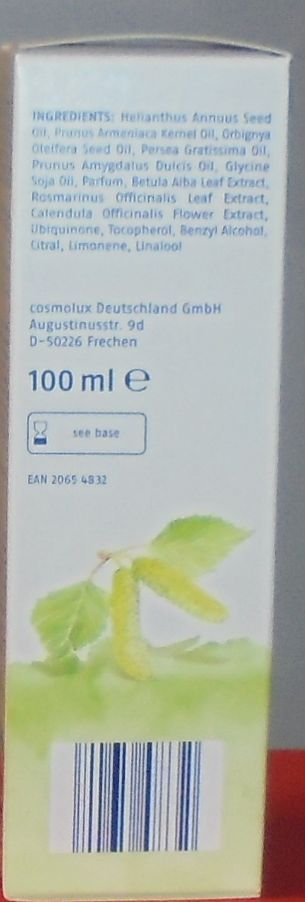 INGREDIENTS: Helianthus Annuus Seed
Oil, Prunus Armeniaca Kernel Oil, Orbignya
Oleifera Seed Oil, Persea Gratissima Oil,
Prunus Amygdalus Dulcis Oil, Glycine
Soja Oil, Parfum, Betula Alba Leaf Extract,
Rosmarinus Officinalis Leaf Extract,
Calendula Officinalis Flower Extract,
Ubiquinone, Tocopherol, Benzyl Alcohol,
Citral, Limonene, Linalool
cosmolux Deutschland GmbH
Augustinusstr. 9d
D-50226 Frechen
100 ml ℮
see base
EAN 2065 4832